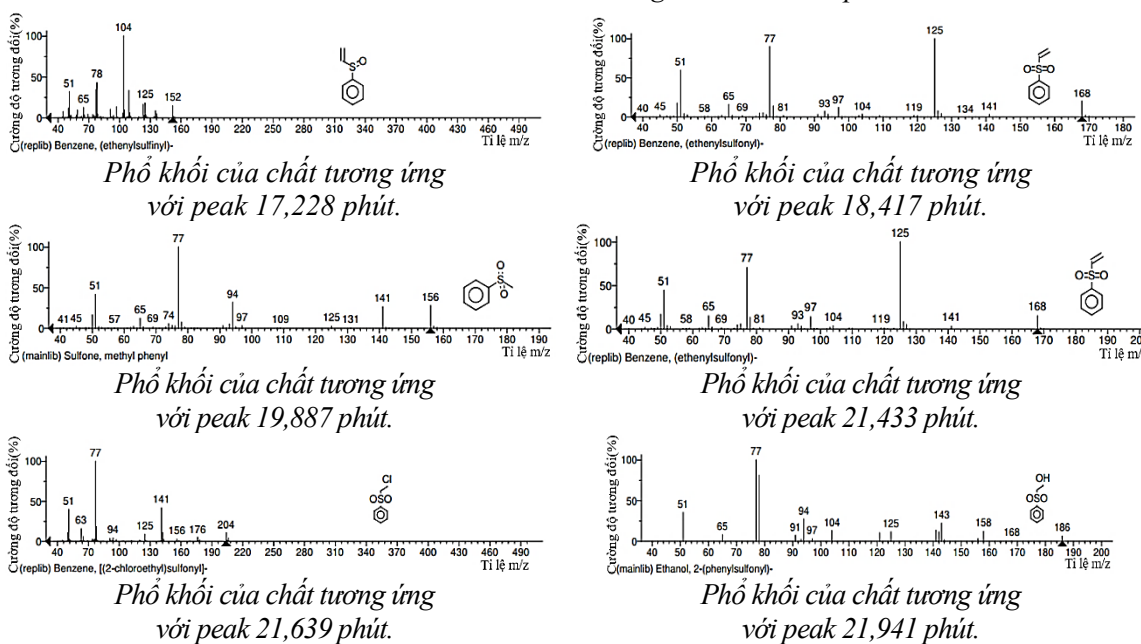 Cường độ tương đối(%)
100
50
0
51
65
78
104
125
152
S
O
40 70 100 130 160 190 220 250 280 310 340 370 400 430 460 490
(replib) Benzene, (ethenylsulfinyl)-
Tỉ lệ m/z
Phổ khối của chất tương ứng
với peak 17,228 phút.
Cường độ tương đối(%)
100
50
0
40 45 51 58 65 69 77 81 93 97 104 119 125 134 141 168
O=S=O
40 50 60 70 80 90 100 110 120 130 140 150 160 170 180
(replib) Benzene, (ethenylsulfonyl)-
Tỉ lệ m/z
Phổ khối của chất tương ứng
với peak 18,417 phút.
Cường độ tương đối(%)
100
50
0
41 45 51 57 65 69 74 77 94 97 109 125 131 141 156
O
S
O
40 50 60 70 80 90 100 110 120 130 140 150 160 170 180 190
(mainlib) Sulfone, methyl phenyl
Tỉ lệ m/z
Phổ khối của chất tương ứng
với peak 19,887 phút.
Cường độ tương đối(%)
100
50
0
40 45 51 58 65 69 77 81 93 97 104 119 125 141 168
O=S=O
40 50 60 70 80 90 100 110 120 130 140 150 160 170 180 190
(replib) Benzene, (ethenylsulfonyl)-
Tỉ lệ m/z
Phổ khối của chất tương ứng
với peak 21,433 phút.
Cường độ tương đối(%)
100
50
0
51 63 77 94 125 141 156 176 204
Cl
OSO
40 70 100 130 160 190 220 250 280 310 340 370 400 430 460 490
(replib) Benzene, [(2-chloroethyl)sulfonyl]-
Tỉ lệ m/z
Phổ khối của chất tương ứng
với peak 21,639 phút.
Cường độ tương đối(%)
100
50
0
51 65 77 91 94 97 104 125 143 158 168 186
OH
OSO
40 50 60 70 80 90 100 110 120 130 140 150 160 170 180 190 200
(mainlib) Ethanol, 2-(phenylsulfonyl)-
Tỉ lệ m/z
Phổ khối của chất tương ứng
với peak 21,941 phút.